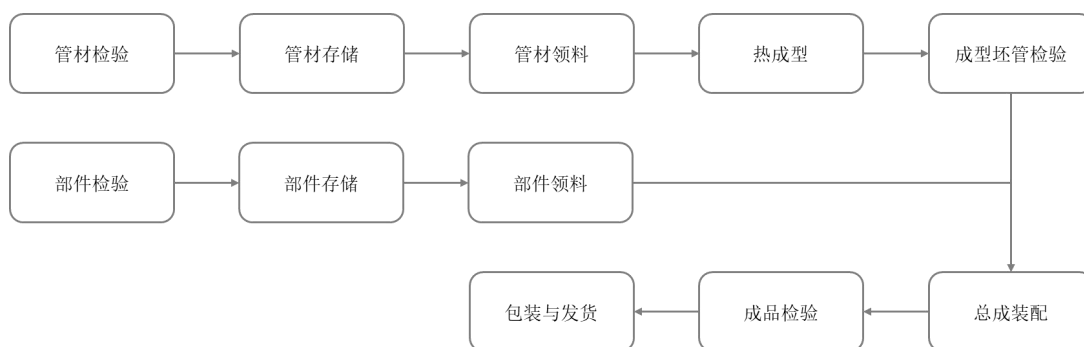 管材检验
管材存储
管材领料
热成型
成型坯管检验
部件检验
部件存储
部件领料
包装与发货
成品检验
总成装配